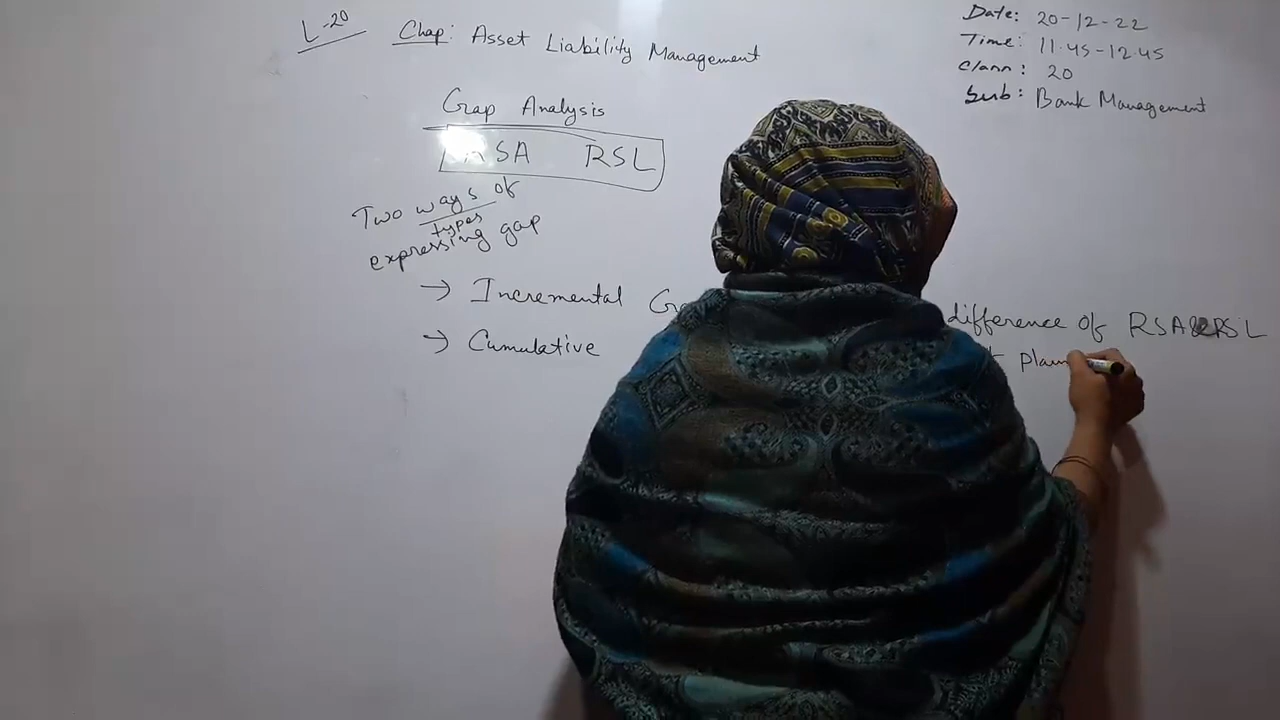 L-20
Chap: Asset Liability Management
Date: 20-12-22
Time: 11.45-12.45
Class: 20
Sub: Bank Management
Gap Analysis
RSA RSL
Two ways of
types
expressing gap
→ Incremental difference of RSA & RSL
→ Cumulative